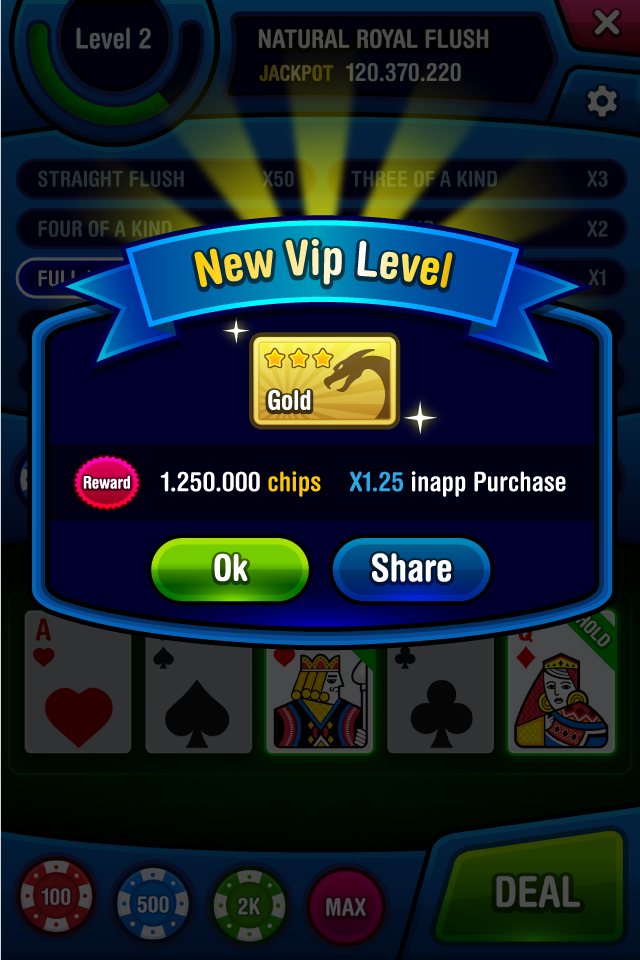 Level 2
NATURAL ROYAL FLUSH
JACKPOT 120.370.220
STRAIGHT FLUSH X50
THREE OF A KIND X3
FOUR OF A KIND
X2
FULL
X1
New Vip Level
Gold
Reward 1.250.000 chips X1.25 inapp Purchase
Ok Share
A
Q
HOLD
100 500 2K MAX DEAL